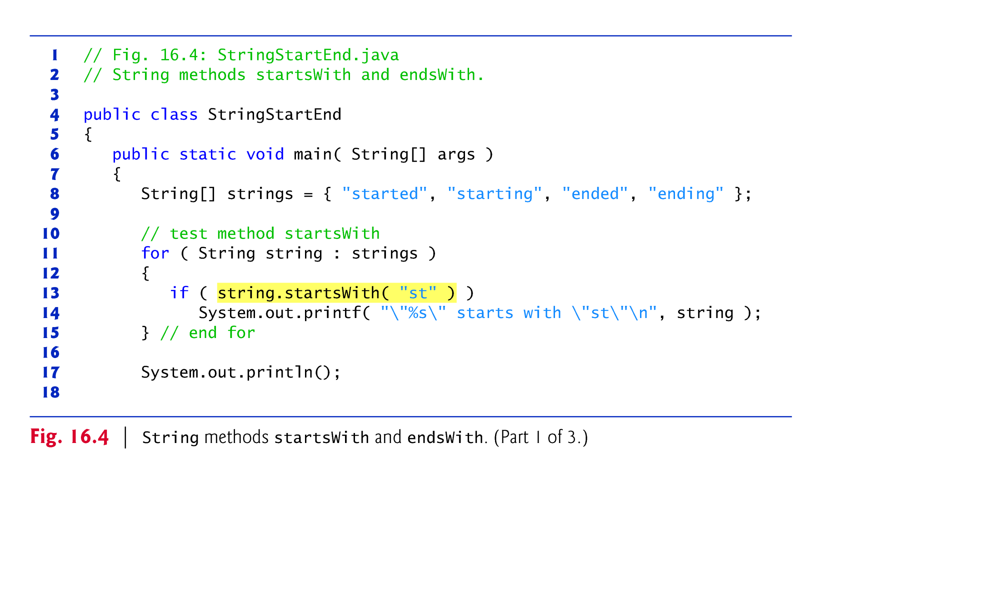 1 // Fig. 16.4: StringStartEnd.java
2 // String methods startsWith and endsWith.
3
4 public class StringStartEnd
5 {
6    public static void main( String[] args )
7    {
8       String[] strings = { "started", "starting", "ended", "ending" };
9
10       // test method startsWith
11       for ( String string : strings )
12       {
13          if ( string.startsWith( "st" ) )
14             System.out.printf( "\"%s\" starts with \"st\"\n", string );
15       } // end for
16
17       System.out.println();
18
Fig. 16.4 | String methods startsWith and endsWith. (Part 1 of 3.)